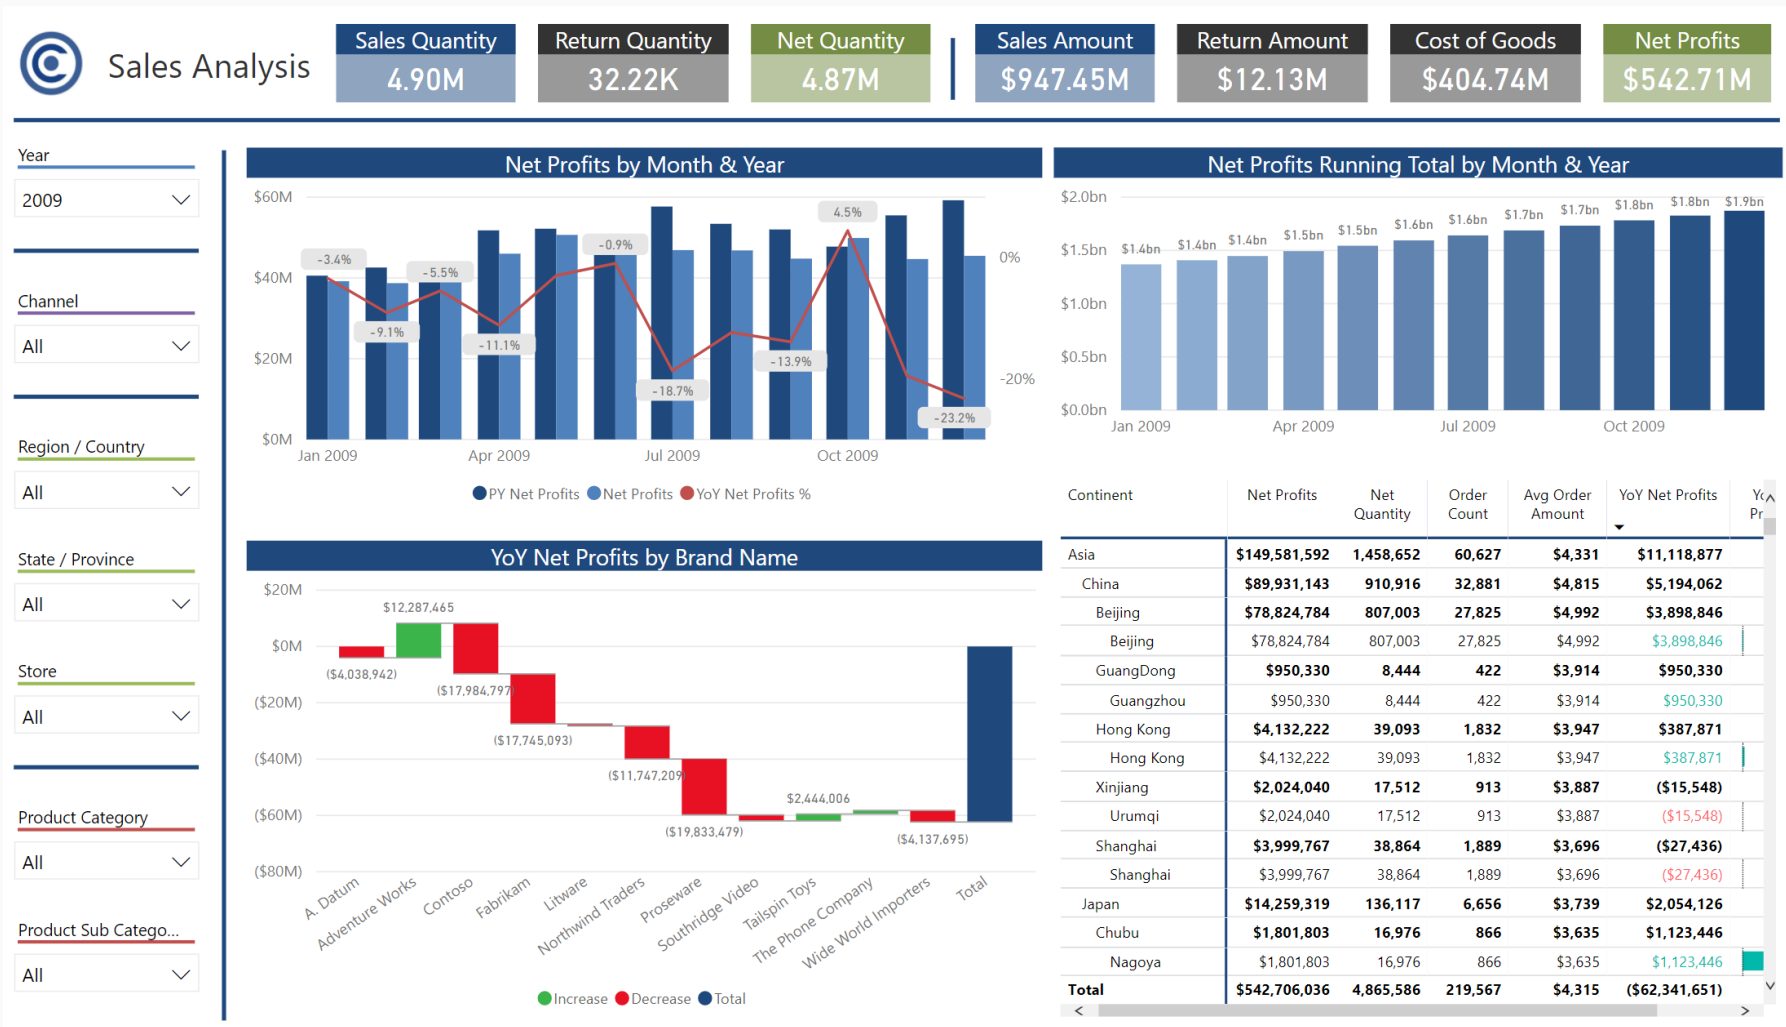 Sales Analysis
Sales Quantity
4.90M
Return Quantity
32.22K
Net Quantity
4.87M
Sales Amount
$947.45M
Return Amount
$12.13M
Cost of Goods
$404.74M
Net Profits
$542.71M
Year
2009
Channel
All
Region / Country
All
State / Province
All
Store
All
Product Category
All
Product Sub Catego...
All
Net Profits by Month & Year
$60M
$40M
$20M
$0M
0%
-20%
-3.4%
-9.1%
-5.5%
-11.1%
-0.9%
-18.7%
-13.9%
4.5%
-23.2%
Jan 2009 Apr 2009 Jul 2009 Oct 2009
PY Net Profits Net Profits YoY Net Profits %
Net Profits Running Total by Month & Year
$2.0bn
$1.5bn
$1.0bn
$0.5bn
$0.0bn
$1.4bn $1.4bn $1.4bn $1.5bn $1.5bn $1.6bn $1.6bn $1.7bn $1.7bn $1.8bn $1.8bn $1.9bn
Jan 2009 Apr 2009 Jul 2009 Oct 2009
YoY Net Profits by Brand Name
$20M
$0M
($20M)
($40M)
($60M)
($80M)
($4,038,942)
$12,287,465
($17,984,797)
($17,745,093)
($11,747,209
($19,833,479)
$2,444,006
($4,137,695)
A. Datum
Adventure Works
Contoso
Fabrikam
Litware
Northwind Traders
Proseware
Southridge Video
Tailspin Toys
The Phone Company
Wide World Importers
Total
Increase Decrease Total
Continent Net Profits Net Quantity Order Count Avg Order Amount YoY Net Profits
Asia $149,581,592 1,458,652 60,627 $4,331 $11,118,877
China $89,931,143 910,916 32,881 $4,815 $5,194,062
Beijing $78,824,784 807,003 27,825 $4,992 $3,898,846
Beijing $78,824,784 807,003 27,825 $4,992 $3,898,846
GuangDong $950,330 8,444 422 $3,914 $950,330
Guangzhou $950,330 8,444 422 $3,914 $950,330
Hong Kong $4,132,222 39,093 1,832 $3,947 $387,871
Hong Kong $4,132,222 39,093 1,832 $3,947 $387,871
Xinjiang $2,024,040 17,512 913 $3,887 ($15,548)
Urumqi $2,024,040 17,512 913 $3,887 ($15,548)
Shanghai $3,999,767 38,864 1,889 $3,696 ($27,436)
Shanghai $3,999,767 38,864 1,889 $3,696 ($27,436)
Japan $14,259,319 136,117 6,656 $3,739 $2,054,126
Chubu $1,801,803 16,976 866 $3,635 $1,123,446
Nagoya $1,801,803 16,976 866 $3,635 $1,123,446
Total $542,706,036 4,865,586 219,567 $4,315 ($62,341,651)